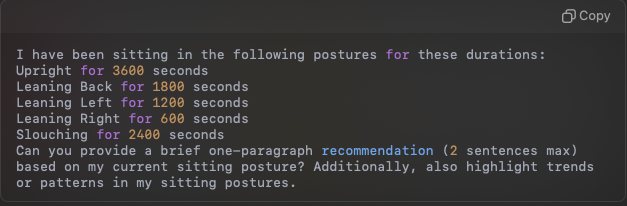 Copy
I have been sitting in the following postures for these durations:
Upright for 3600 seconds
Leaning Back for 1800 seconds
Leaning Left for 1200 seconds
Leaning Right for 600 seconds
Slouching for 2400 seconds
Can you provide a brief one-paragraph recommendation (2 sentences max)
based on my current sitting posture? Additionally, also highlight trends
or patterns in my sitting postures.